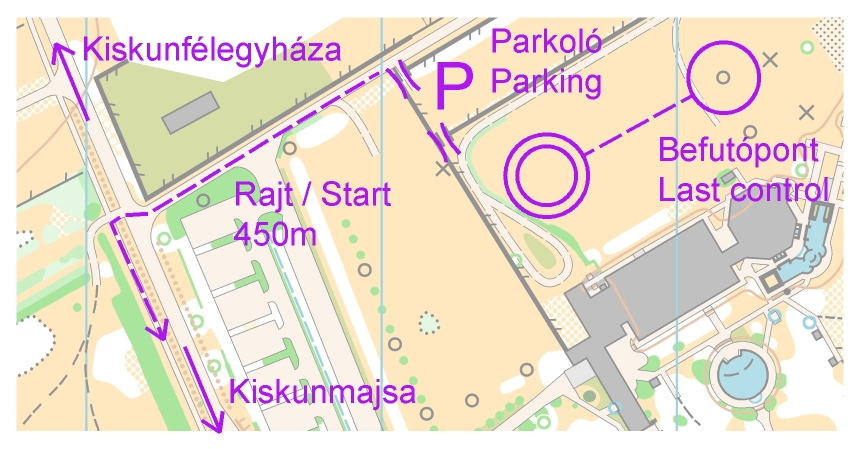 Kiskunfélegyháza
Parkoló
P
Parking
Befutópont
Last control
Rajt / Start
450m
Kiskunmajsa